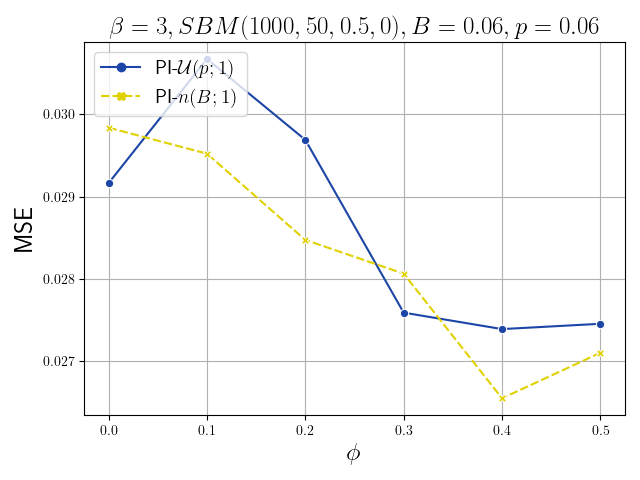 β = 3, SBM(1000, 50, 0.5, 0), B = 0.06, p = 0.06
PI-𝒰(p; 1)
PI-n(B; 1)
MSE
0.030
0.029
0.028
0.027
0.0 0.1 0.2 0.3 0.4 0.5
ϕ